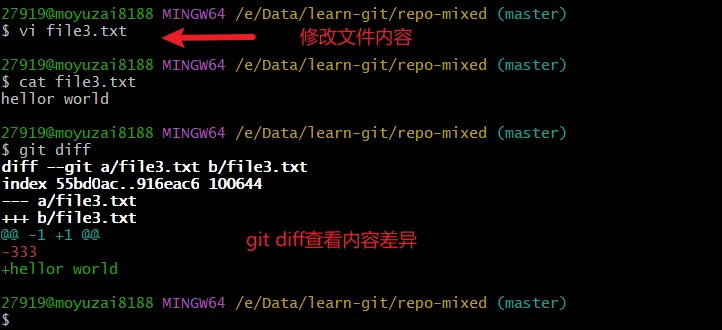 27919@moyuzai8188 MINGW64 /e/Data/learn-git/repo-mixed (master)
$ vi file3.txt
修改文件内容
27919@moyuzai8188 MINGW64 /e/Data/learn-git/repo-mixed (master)
$ cat file3.txt
hellor world
27919@moyuzai8188 MINGW64 /e/Data/learn-git/repo-mixed (master)
$ git diff
diff --git a/file3.txt b/file3.txt
index 55bd0ac..916eac6 100644
--- a/file3.txt
+++ b/file3.txt
@@ -1 +1 @@
git diff查看内容差异
-333
+hellor world
27919@moyuzai8188 MINGW64 /e/Data/learn-git/repo-mixed (master)
$